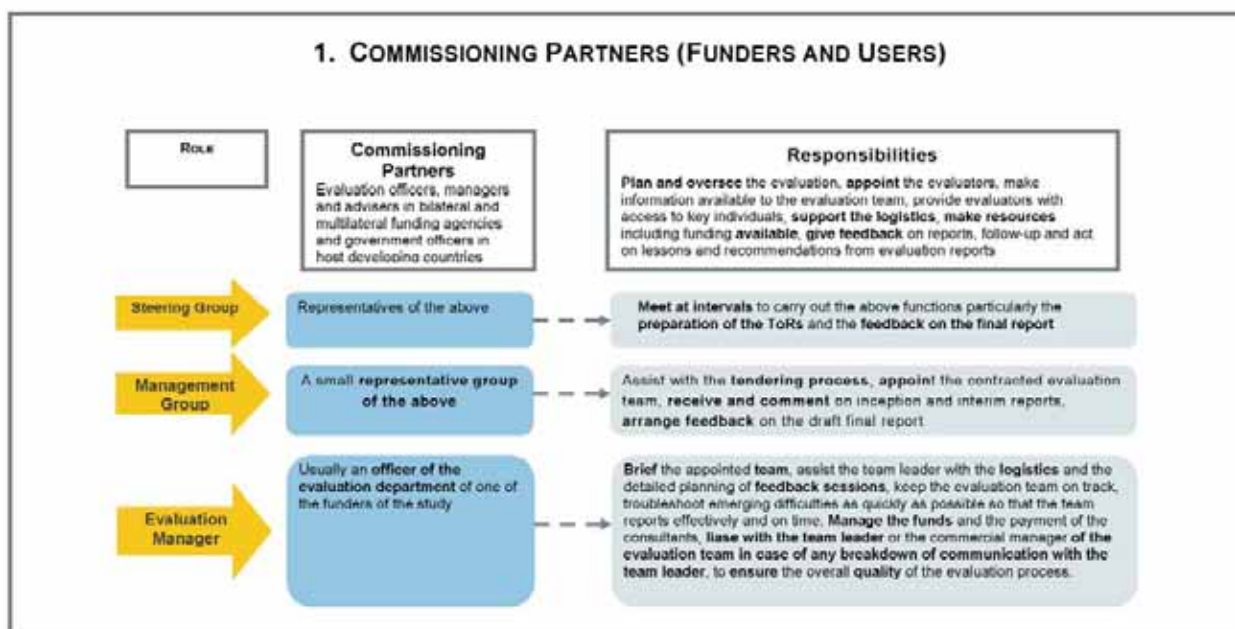 1. COMMISSIONING PARTNERS (FUNDERS AND USERS)
ROLE
Commissioning
Partners
Evaluation officers, managers
and advisers in bilateral and
multilateral funding agencies
and government officers in
host developing countries
Responsibilities
Plan and oversee the evaluation, appoint the evaluators, make
information available to the evaluation team, provide evaluators with
access to key individuals, support the logistics, make resources
including funding available, give feedback on reports, follow-up and act
on lessons and recommendations from evaluation reports
Steering Group
Representatives of the above
Meet at intervals to carry out the above functions particularly the
preparation of the ToRs and the feedback on the final report
Management
Group
A small representative group
of the above
Assist with the tendering process, appoint the contracted evaluation
team, receive and comment on inception and interim reports,
arrange feedback on the draft final report
Evaluation
Manager
Usually an officer of the
evaluation department of one of
the funders of the study
Brief the appointed team, assist the team leader with the logistics and the
detailed planning of feedback sessions, keep the evaluation team on track,
troubleshoot emerging difficulties as quickly as possible so that the team
reports effectively and on time. Manage the funds and the payment of the
consultants, liase with the team leader or the commercial manager of the
evaluation team in case of any breakdown of communication with the
team leader, to ensure the overall quality of the evaluation process.